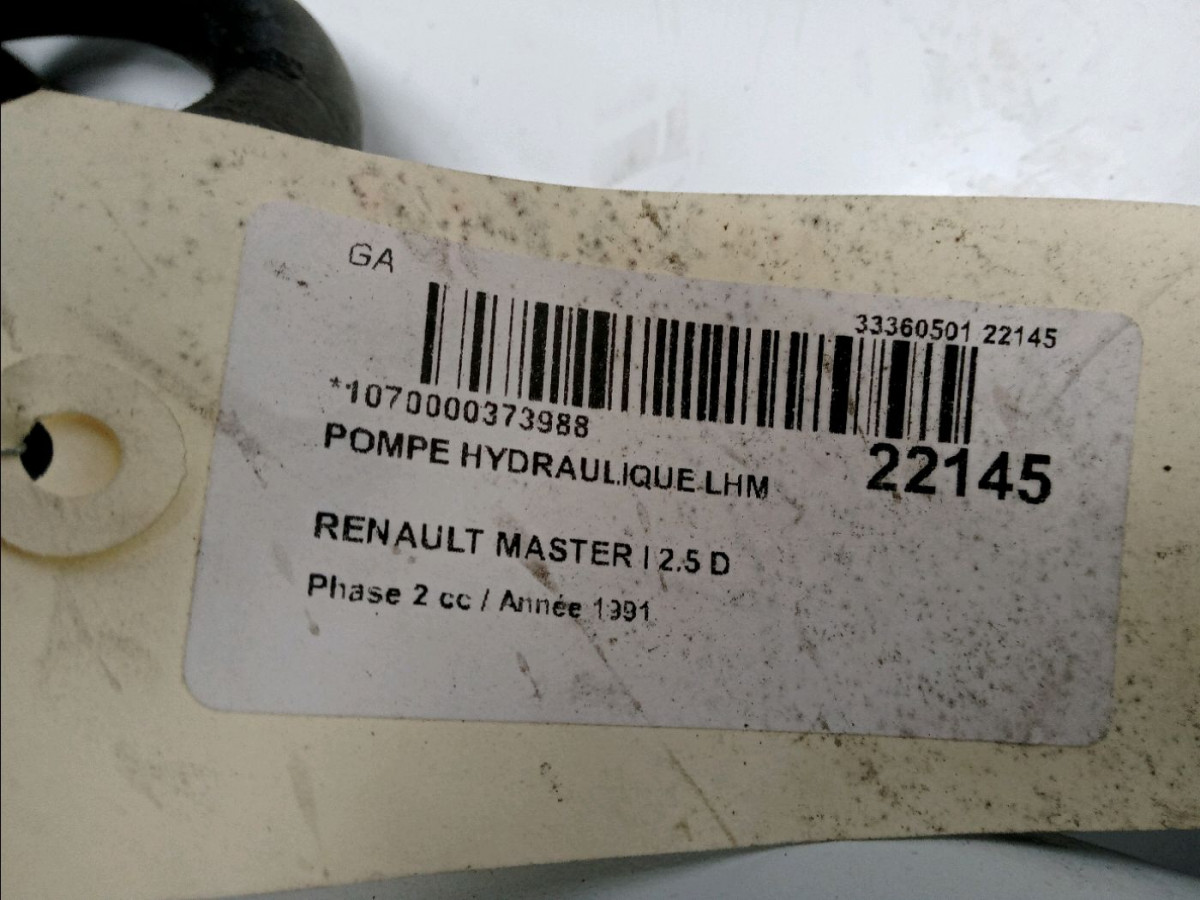 GA
33360501 22145
*1070000373988
POMPE HYDRAULIQUE LHM
22145
RENAULT MASTER I 2.5 D
Phase 2 cc / Année 1991